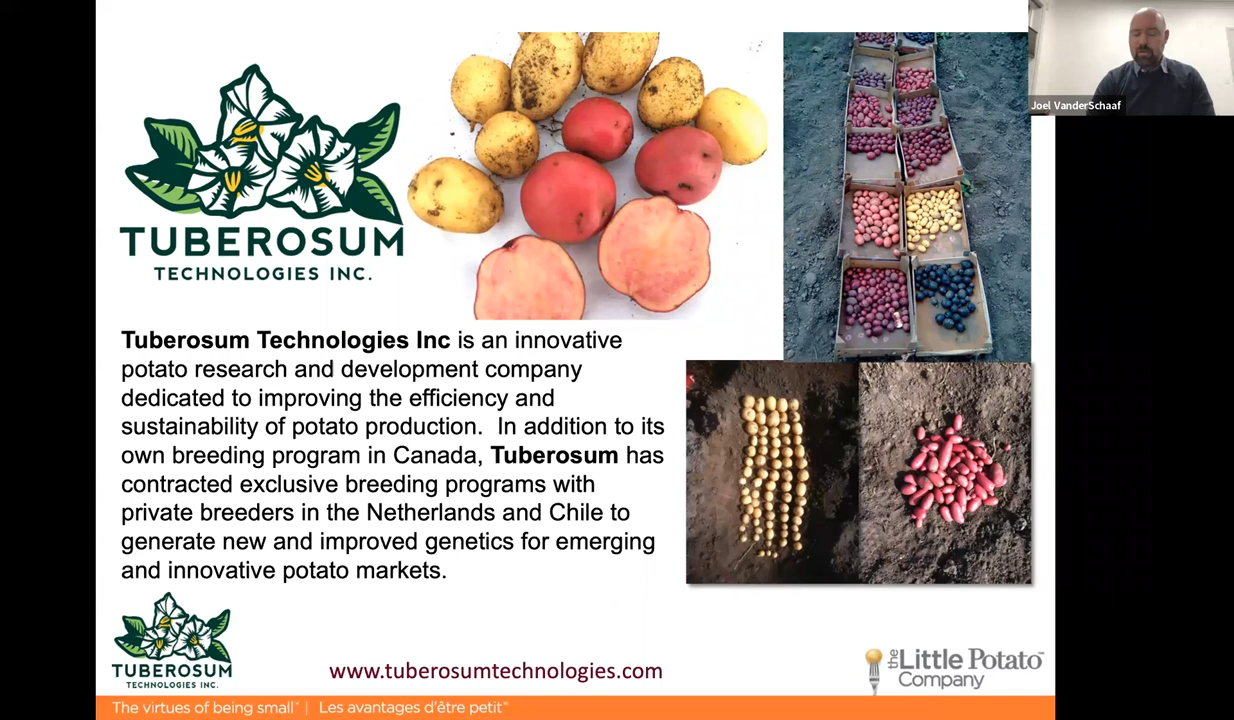 Joel VanderSchaaf
TUBEROSUM
TECHNOLOGIES INC.
Tuberosum Technologies Inc is an innovative
potato research and development company
dedicated to improving the efficiency and
sustainability of potato production.  In addition to its
own breeding program in Canada, Tuberosum has
contracted exclusive breeding programs with
private breeders in the Netherlands and Chile to
generate new and improved genetics for emerging
and innovative potato markets.
TUBEROSUM
TECHNOLOGIES INC.
www.tuberosumtechnologies.com
the Little Potato™
Company
The virtues of being small™ | Les avantages d'être petit™